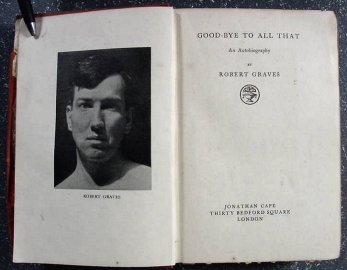 ROBERT GRAVES
GOOD-BYE TO ALL THAT
An Autobiography
BY
ROBERT GRAVES
JONATHAN CAPE
THIRTY BEDFORD SQUARE
LONDON